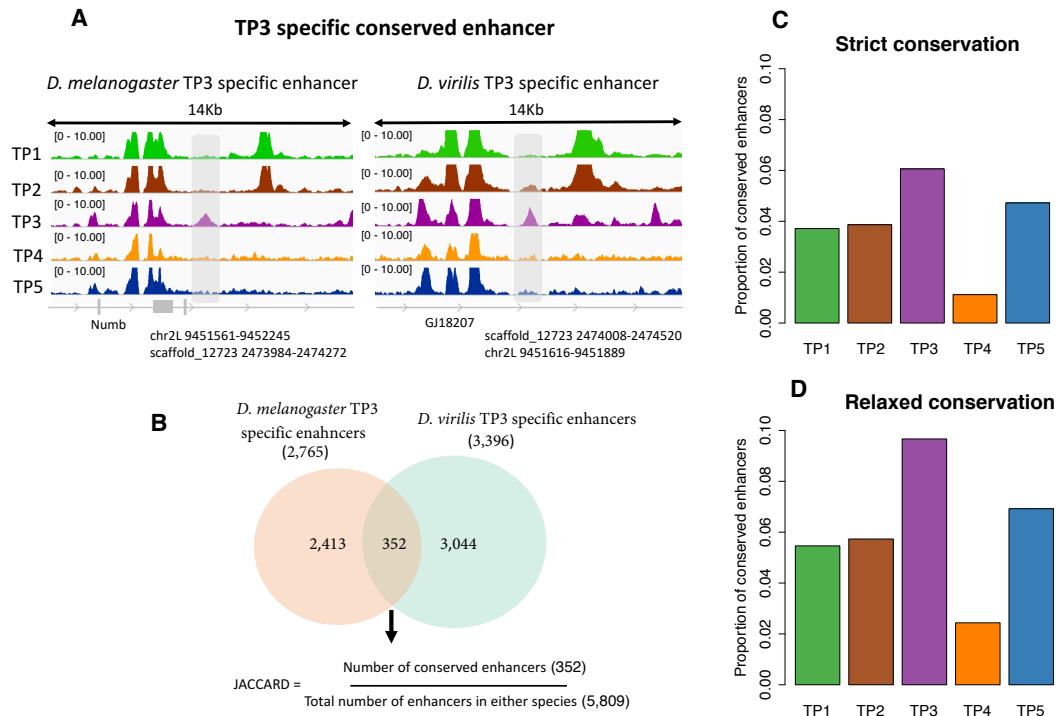 A
TP3 specific conserved enhancer
D. melanogaster TP3 specific enhancer
14Kb
TP1
[0 - 10.00]
TP2
[0 - 10.00]
TP3
[0 - 10.00]
TP4
[0 - 10.00]
TP5
[0 - 10.00]
Numb
chr2L 9451561-9452245
scaffold_12723 2473984-2474272
D. virilis TP3 specific enhancer
14Kb
[0 - 10.00]
[0 - 10.00]
[0 - 10.00]
[0 - 10.00]
[0 - 10.00]
GJ18207
scaffold_12723 2474008-2474520
chr2L 9451616-9451889
B
D. melanogaster TP3
specific enahncers
(2,765)
D. virilis TP3 specific enhancers
(3,396)
2,413
352
3,044
JACCARD =
Number of conserved enhancers (352)
Total number of enhancers in either species (5,809)
C
Strict conservation
Proportion of conserved enhancers
0.10
0.08
0.06
0.04
0.02
0.00
TP1 TP2 TP3 TP4 TP5
D
Relaxed conservation
Proportion of conserved enhancers
0.10
0.08
0.06
0.04
0.02
0.00
TP1 TP2 TP3 TP4 TP5